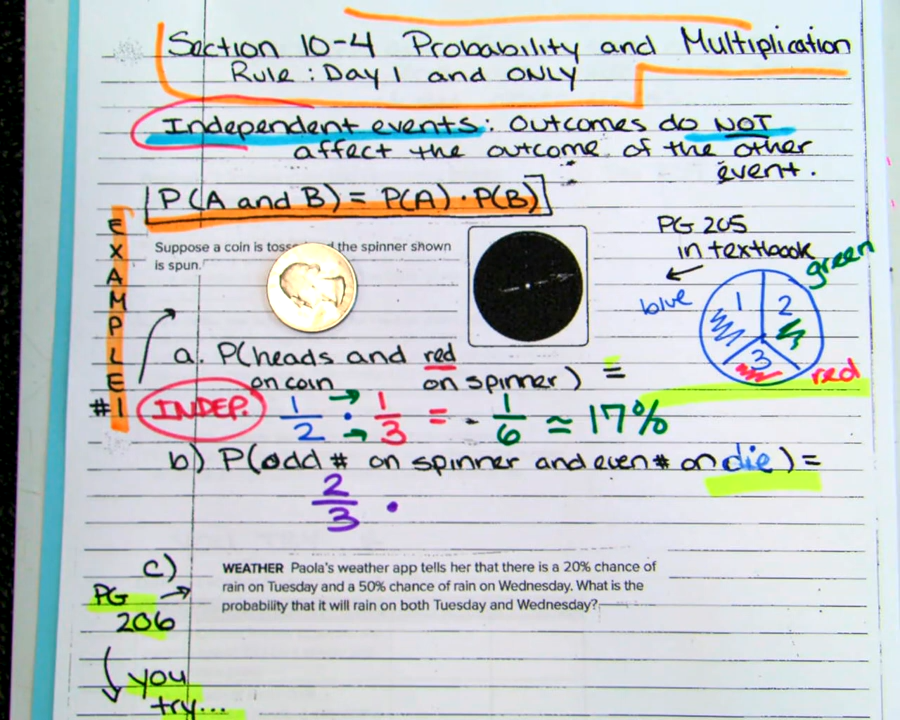 Section 10-4 Probability and Multiplication
Rule: Day 1 and ONLY
Independent events: Outcomes do NOT
affect the outcome of the other
event.
P(A and B) = P(A) · P(B)
EXAMPLE
#1
Suppose a coin is the spinner shown
is spun.
PG 205
in textbook
green
blue
1
2
3
red
a. P(heads and red
on coin on spinner) =
INDEP.
1/2 · 1/3 = 1/6 ≈ 17%
b) P(odd # on spinner and even # on die) =
2/3 ·
c)
PG
206
you
try...
WEATHER Paola's weather app tells her that there is a 20% chance of
rain on Tuesday and a 50% chance of rain on Wednesday. What is the
probability that it will rain on both Tuesday and Wednesday?